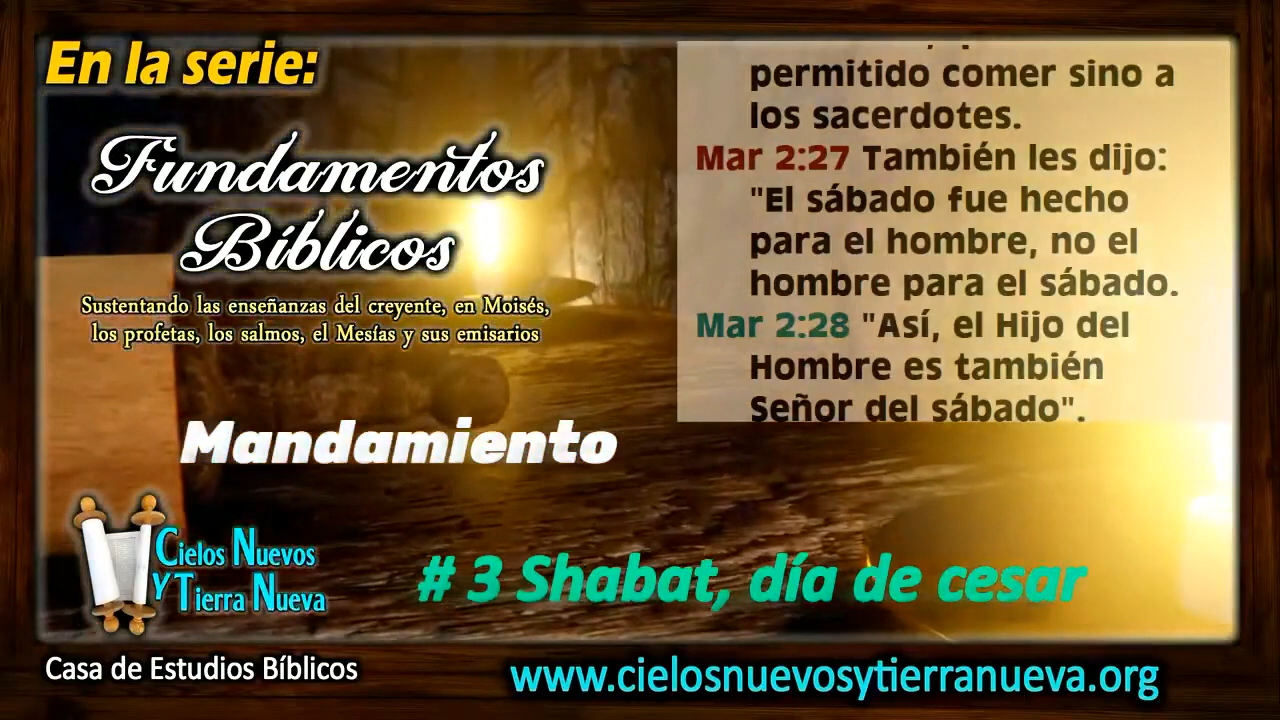 En la serie:
Fundamentos
Bíblicos
Sustentando las enseñanzas del creyente, en Moisés,
los profetas, los salmos, el Mesías y sus emisarios
Mandamiento
permitido comer sino a
los sacerdotes.
Mar 2:27 También les dijo:
"El sábado fue hecho
para el hombre, no el
hombre para el sábado.
Mar 2:28 "Así, el Hijo del
Hombre es también
Señor del sábado".
# 3 Shabat, día de cesar
Cielos Nuevos
Y Tierra Nueva
Casa de Estudios Bíblicos
www.cielosnuevosytierranueva.org